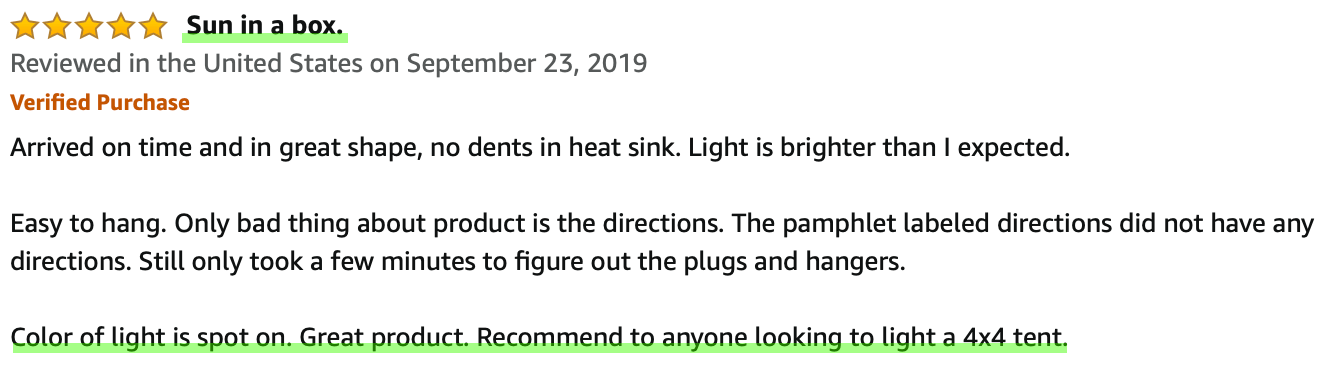 Sun in a box.
Reviewed in the United States on September 23, 2019
Verified Purchase
Arrived on time and in great shape, no dents in heat sink. Light is brighter than I expected.
Easy to hang. Only bad thing about product is the directions. The pamphlet labeled directions did not have any
directions. Still only took a few minutes to figure out the plugs and hangers.
Color of light is spot on. Great product. Recommend to anyone looking to light a 4x4 tent.